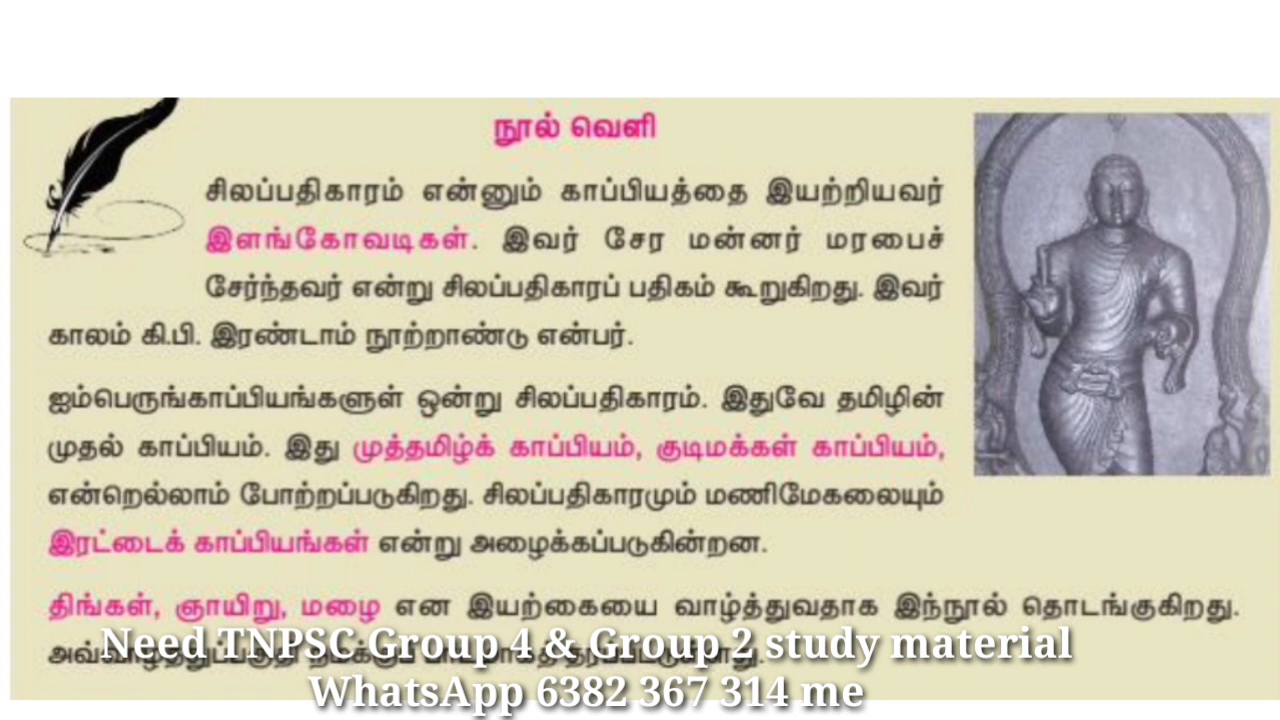 நூல் வெளி
சிலப்பதிகாரம் என்னும் காப்பியத்தை இயற்றியவர்
இளங்கோவடிகள். இவர் சேர மன்னர் மரபைச்
சேர்ந்தவர் என்று சிலப்பதிகாரப் பதிகம் கூறுகிறது. இவர்
காலம் கி.பி. இரண்டாம் நூற்றாண்டு என்பர்.
ஐம்பெருங்காப்பியங்களுள் ஒன்று சிலப்பதிகாரம். இதுவே தமிழின்
முதல் காப்பியம். இது முத்தமிழ்க் காப்பியம், குடிமக்கள் காப்பியம்,
என்றெல்லாம் போற்றப்படுகிறது. சிலப்பதிகாரமும் மணிமேகலையும்
இரட்டைக் காப்பியங்கள் என்று அழைக்கப்படுகின்றன.
திங்கள், ஞாயிறு, மழை என இயற்கையை வாழ்த்துவதாக இந்நூல் தொடங்குகிறது.
Need TNPSC Group 4 & Group 2 study material
WhatsApp 6382 367 314 me